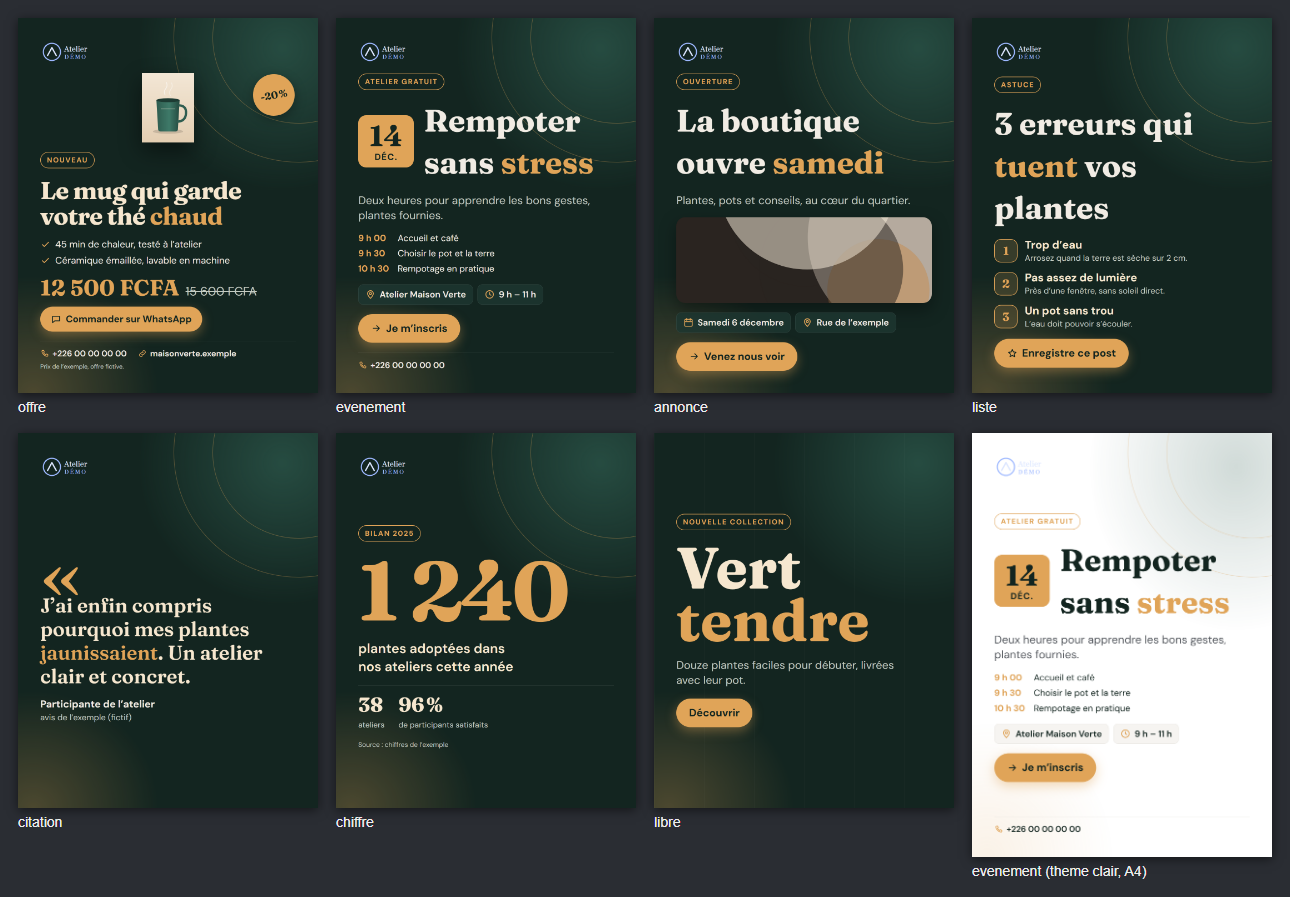 Atelier
DÉMO
-20%
NOUVEAU
Le mug qui garde
votre thé chaud
45 min de chaleur, testé à l'atelier
Céramique émaillée, lavable en machine
12 500 FCFA 15 600 FCFA
Commander sur WhatsApp
+226 00 00 00 00 maisonverte.exemple
Prix de l'exemple, offre fictive.
offre
Atelier
DÉMO
ATELIER GRATUIT
14
DÉC.
Rempoter
sans stress
Deux heures pour apprendre les bons gestes,
plantes fournies.
9 h 00 Accueil et café
9 h 30 Choisir le pot et la terre
10 h 30 Rempotage en pratique
Atelier Maison Verte 9 h – 11 h
Je m'inscris
+226 00 00 00 00
evenement
Atelier
DÉMO
OUVERTURE
La boutique
ouvre samedi
Plantes, pots et conseils, au cœur du quartier.
Samedi 6 décembre Rue de l'exemple
Venez nous voir
annonce
Atelier
DÉMO
ASTUCE
3 erreurs qui
tuent vos
plantes
1 Trop d'eau
Arrosez quand la terre est sèche sur 2 cm.
2 Pas assez de lumière
Près d'une fenêtre, sans soleil direct.
3 Un pot sans trou
L'eau doit pouvoir s'écouler.
Enregistre ce post
liste
Atelier
DÉMO
«
J'ai enfin compris
pourquoi mes plantes
jaunissaient. Un atelier
clair et concret.
Participante de l'atelier
avis de l'exemple (fictif)
citation
Atelier
DÉMO
BILAN 2025
1 240
plantes adoptées dans
nos ateliers cette année
38 96 %
ateliers de participants satisfaits
Source : chiffres de l'exemple
chiffre
NOUVELLE COLLECTION
Vert
tendre
Douze plantes faciles pour débuter, livrées
avec leur pot.
Découvrir
libre
Atelier
DÉMO
ATELIER GRATUIT
14
DÉC.
Rempoter
sans stress
Deux heures pour apprendre les bons gestes,
plantes fournies.
9 h 00 Accueil et café
9 h 30 Choisir le pot et la terre
10 h 30 Rempotage en pratique
Atelier Maison Verte 9 h – 11 h
Je m'inscris
+226 00 00 00 00
evenement (theme clair, A4)